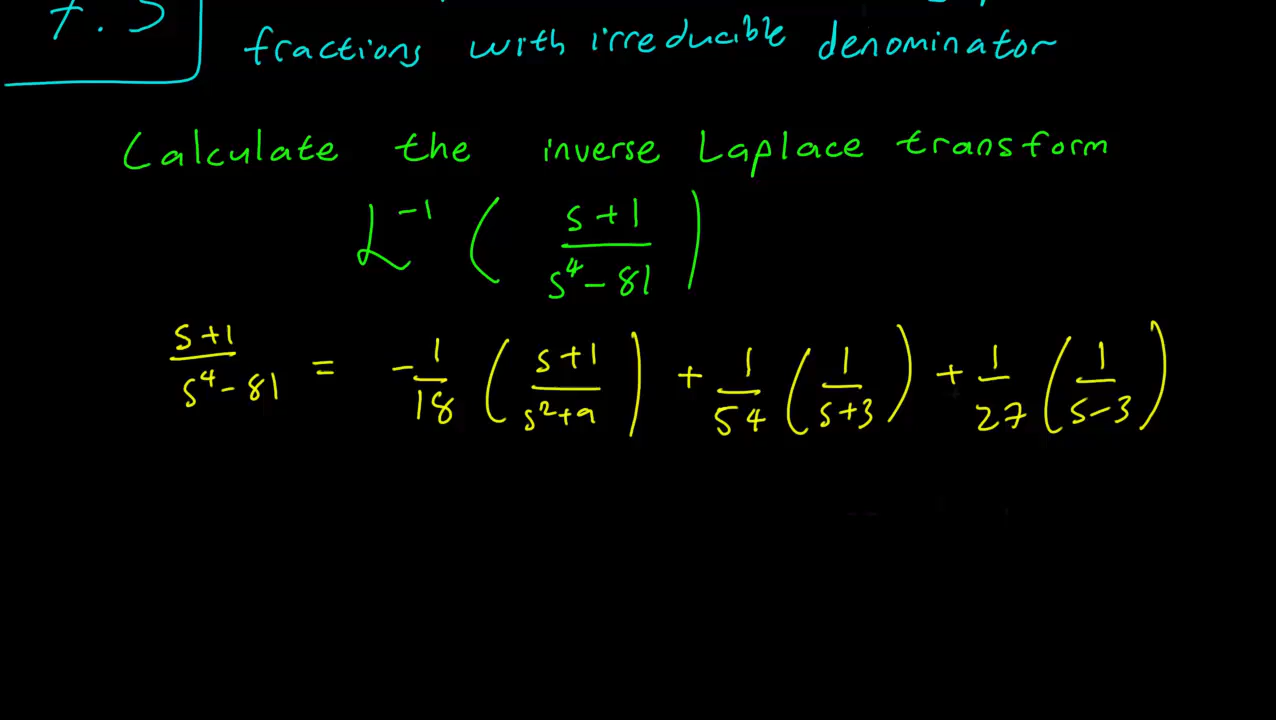 7.3
fractions with irreducible denominator
Calculate the inverse Laplace transform
L⁻¹ ( (s+1)/(s⁴-81) )
(s+1)/(s⁴-81) = -1/18 ( (s+1)/(s²+9) ) + 1/54 ( 1/(s+3) ) + 1/27 ( 1/(s-3) )